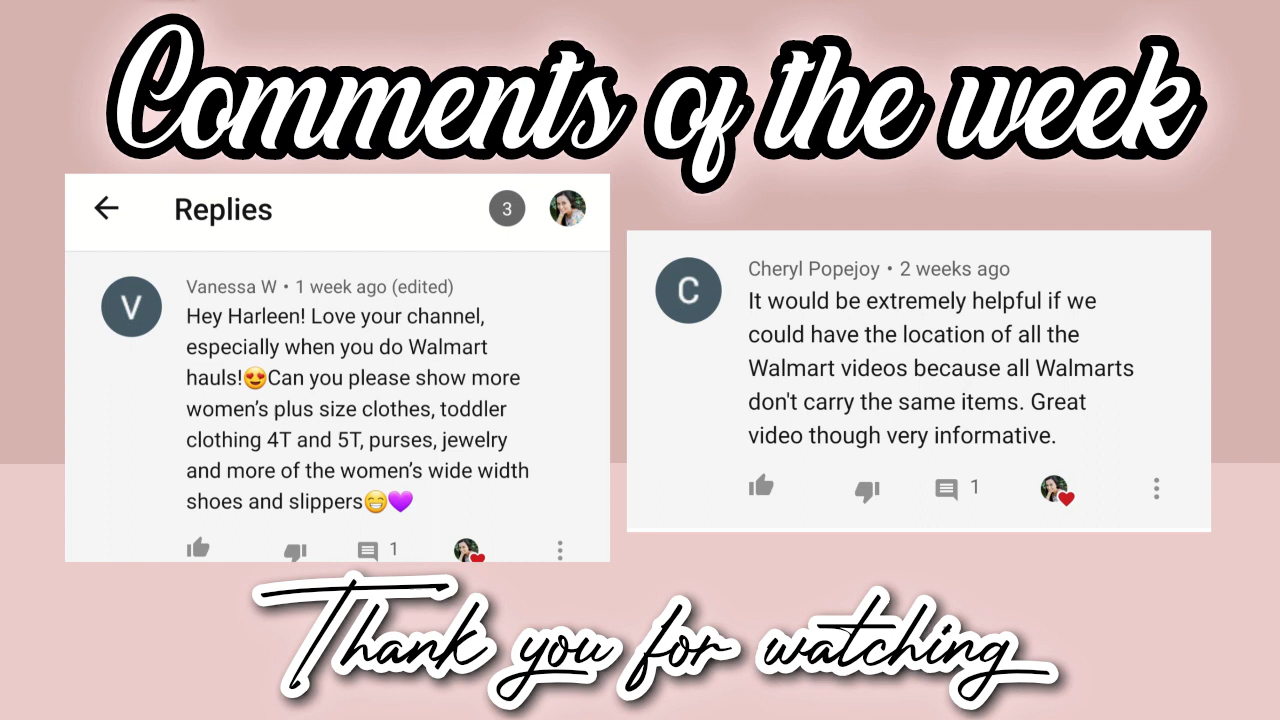 Comments of the week
Replies
3
V
Vanessa W • 1 week ago (edited)
Hey Harleen! Love your channel,
especially when you do Walmart
hauls!😍Can you please show more
women’s plus size clothes, toddler
clothing 4T and 5T, purses, jewelry
and more of the women’s wide width
shoes and slippers😁💜
1
C
Cheryl Popejoy • 2 weeks ago
It would be extremely helpful if we
could have the location of all the
Walmart videos because all Walmarts
don't carry the same items. Great
video though very informative.
1
Thank you for watching